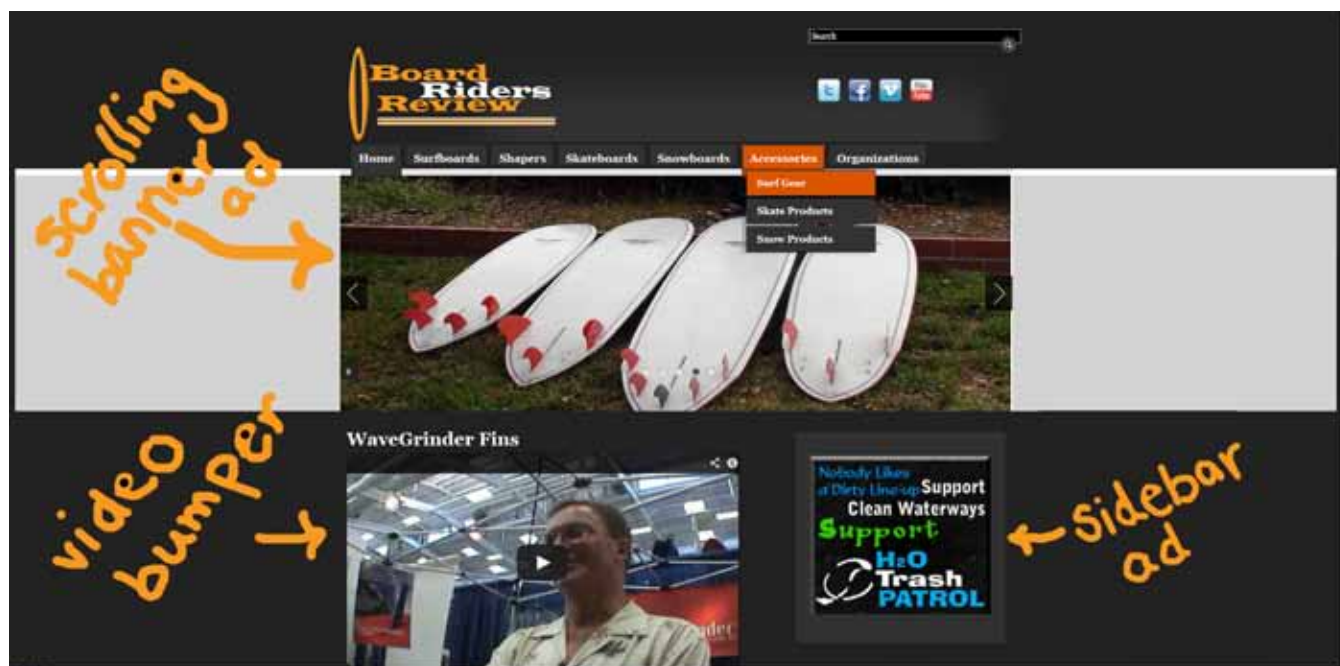 Search
Board
Riders
Review
You
Tube
Home Surfboards Shapers Skateboards Snowboards Accessories Organizations
Surf Gear
Skate Products
Snow Products
scrolling
banner
ad
WaveGrinder Fins
video
bumper
Nobody Likes
a Dirty Line-up Support
Clean Waterways
Support
H2O
Trash
PATROL
sidebar
ad